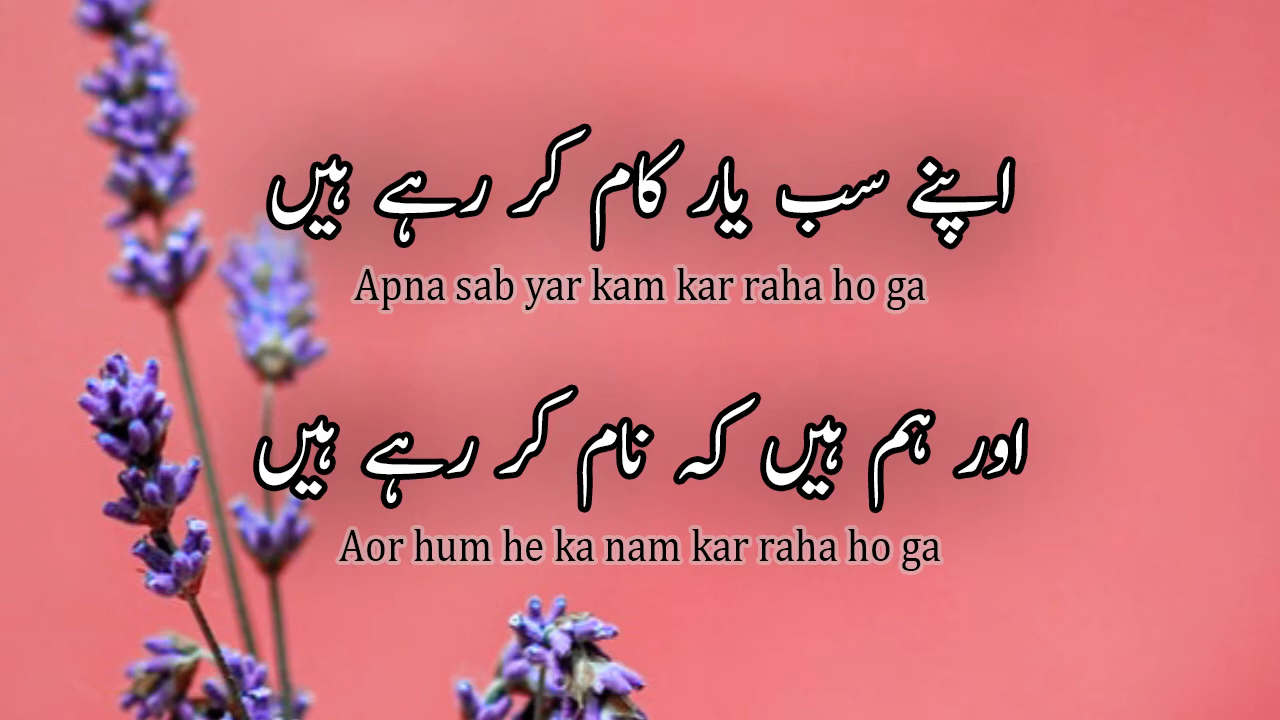 اپنے سب یار کام کر رہے ہیں
Apna sab yar kam kar raha ho ga
اور ہم ہیں کہ نام کر رہے ہیں
Aor hum he ka nam kar raha ho ga